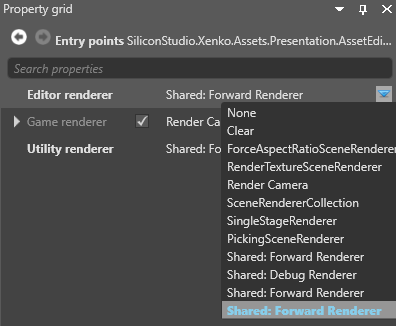 Property grid
Entry points SiliconStudio.Xenko.Assets.Presentation.AssetEdi...
Search properties
Editor renderer Shared: Forward Renderer
Game renderer Render Ca
Utility renderer Shared: Fo
None
Clear
ForceAspectRatioSceneRenderer
RenderTextureSceneRenderer
Render Camera
SceneRendererCollection
SingleStageRenderer
PickingSceneRenderer
Shared: Forward Renderer
Shared: Debug Renderer
Shared: Forward Renderer
Shared: Forward Renderer